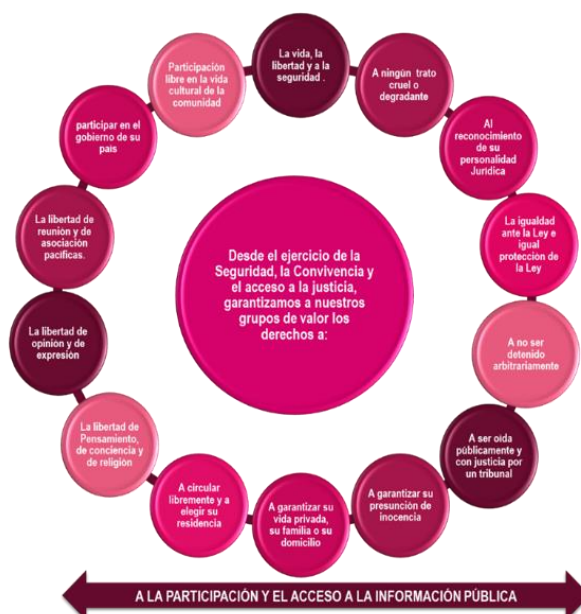 La vida, la
libertad y a la
seguridad .
A ningún trato
cruel o
degradante
Al
reconocimiento
de su
personalidad
Jurídica
La igualdad
ante la Ley e
igual
protección de
la Ley
A no ser
detenido
arbitrariamente
A ser oída
públicamente y
con justicia por
un tribunal
A garantizar su
presunción de
inocencia
A garantizar su
vida privada,
su familia o su
domicilio
A circular
libremente y a
elegir su
residencia
La libertad de
Pensamiento,
de conciencia y
de religión
La libertad de
opinión y de
expresión
La libertad de
reunión y de
asociación
pacíficas.
participar en el
gobierno de su
país
Participación
libre en la vida
cultural de la
comunidad
Desde el ejercicio de la
Seguridad, la Convivencia y
el acceso a la justicia,
garantizamos a nuestros
grupos de valor los
derechos a:
A LA PARTICIPACIÓN Y EL ACCESO A LA INFORMACIÓN PÚBLICA